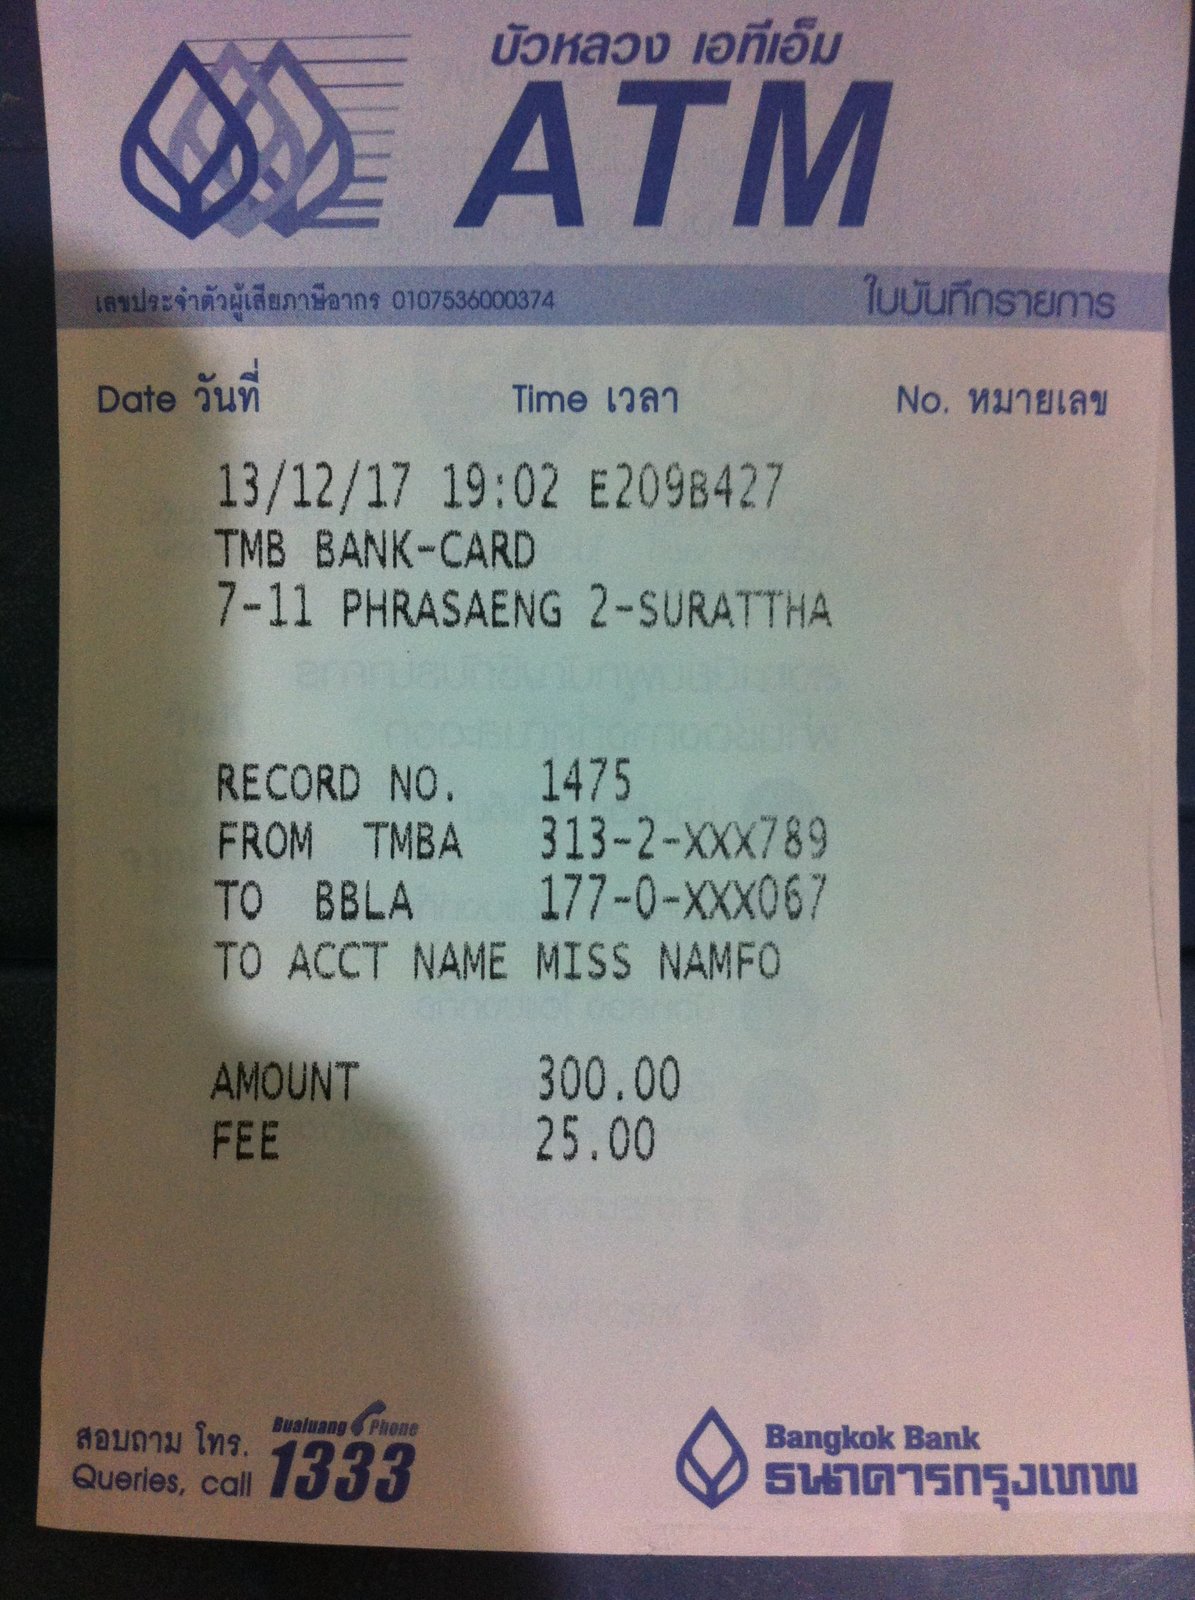 บัวหลวง เอทีเอ็ม
ATM
เลขประจำตัวผู้เสียภาษีอากร 0107536000374 ใบบันทึกรายการ
Date วันที่ Time เวลา No. หมายเลข
13/12/17 19:02 E209B427
TMB BANK-CARD
7-11 PHRASAENG 2-SURATTHA
RECORD NO. 1475
FROM TMBA 313-2-XXX789
TO BBLA 177-0-XXX067
TO ACCT NAME MISS NAMFO
AMOUNT 300.00
FEE 25.00
สอบถาม โทร. Bualuang Phone
Queries, call 1333
Bangkok Bank
ธนาคารกรุงเทพ